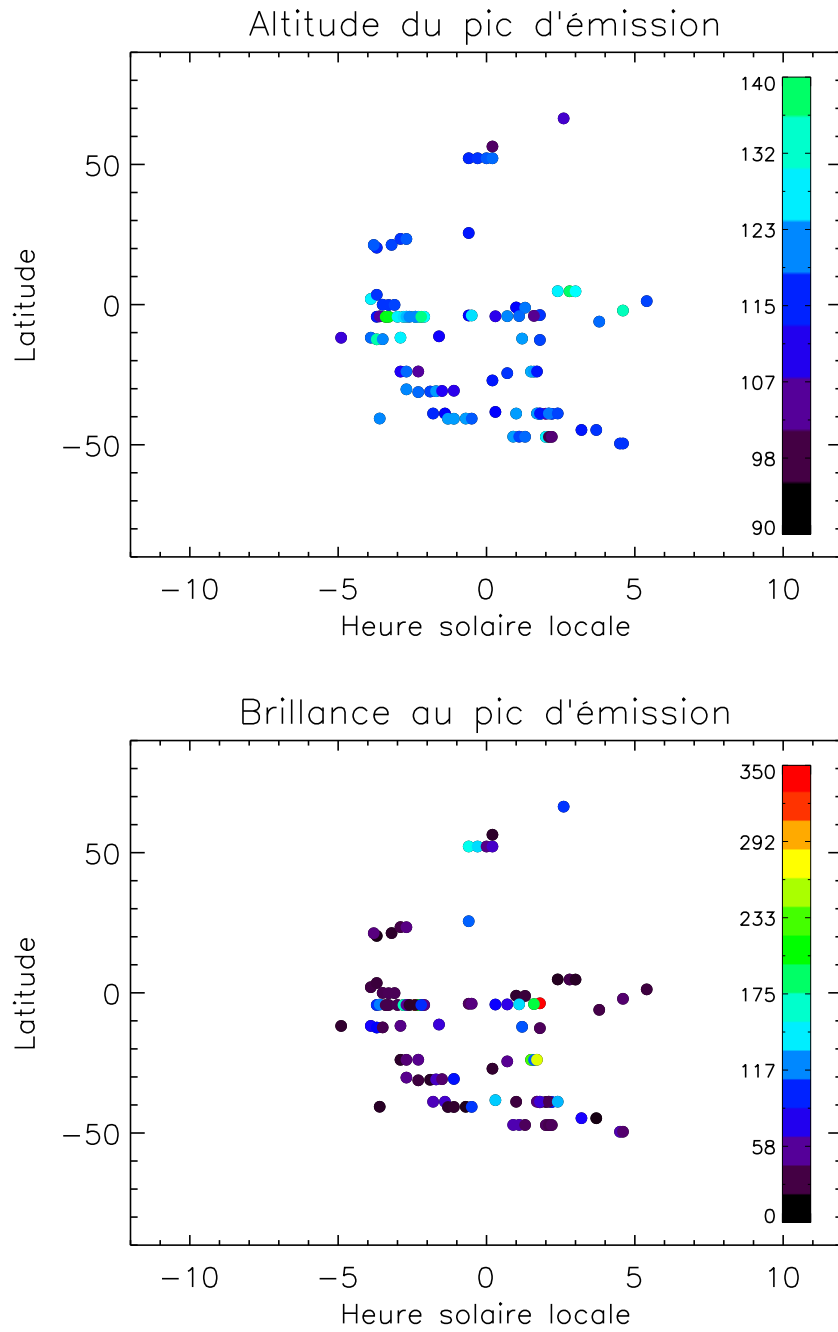 Altitude du pic d'émission
140
132
123
115
107
98
90
50
0
−50
Latitude
−10 −5 0 5 10
Heure solaire locale
Brillance au pic d'émission
350
292
233
175
117
58
0
50
0
−50
Latitude
−10 −5 0 5 10
Heure solaire locale